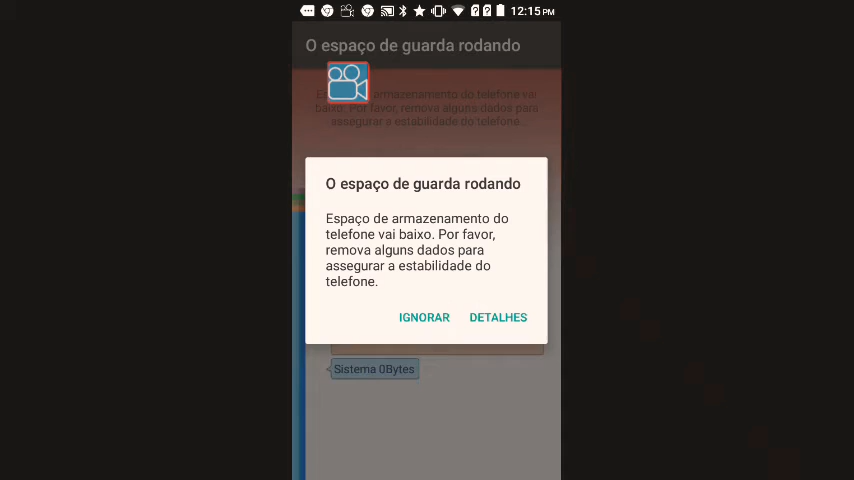 12:15 PM
O espaço de guarda rodando
armazenamento do telefone vai
baixo. Por favor, remova alguns dados para
assegurar a estabilidade do telefone.
O espaço de guarda rodando
Espaço de armazenamento do
telefone vai baixo. Por favor,
remova alguns dados para
assegurar a estabilidade do
telefone.
IGNORAR DETALHES
Sistema 0Bytes